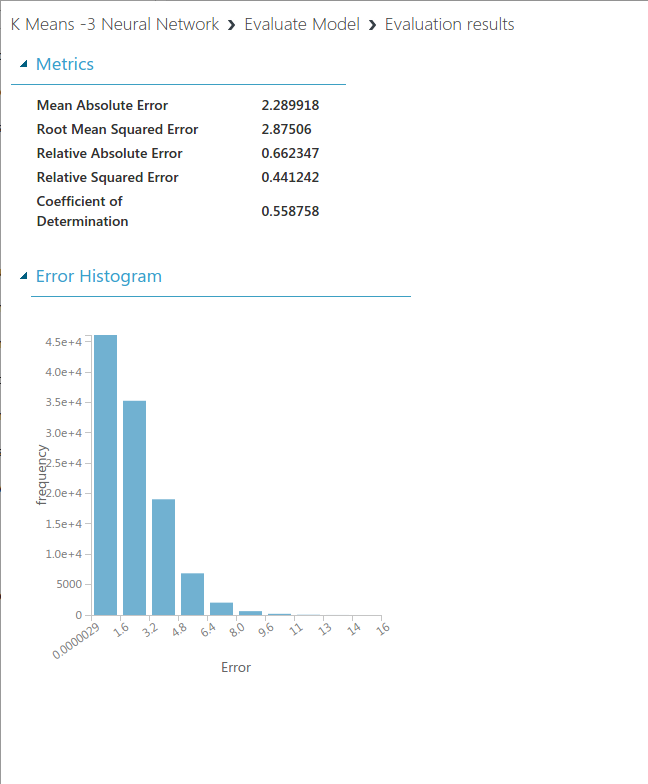 K Means -3 Neural Network ❯ Evaluate Model ❯ Evaluation results
Metrics
Mean Absolute Error 2.289918
Root Mean Squared Error 2.87506
Relative Absolute Error 0.662347
Relative Squared Error 0.441242
Coefficient of
Determination 0.558758
Error Histogram
4.5e+4
4.0e+4
3.5e+4
3.0e+4
2.5e+4
2.0e+4
1.5e+4
1.0e+4
5000
0
frequency
0.0000029 1.6 3.2 4.8 6.4 8.0 9.6 11 13 14 16
Error